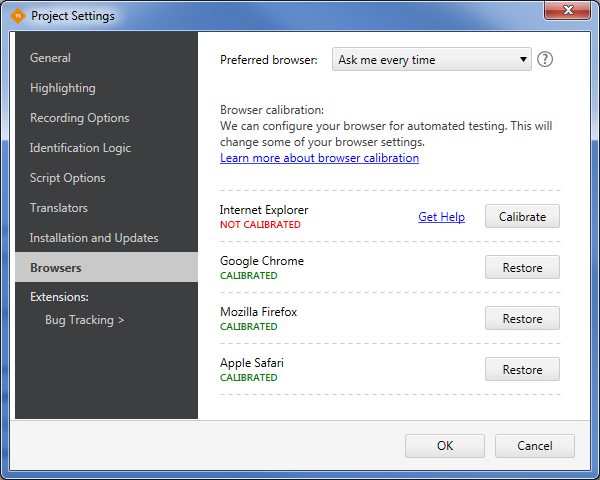 TS Project Settings
General
Highlighting
Recording Options
Identification Logic
Script Options
Translators
Installation and Updates
Browsers
Extensions:
Bug Tracking >
Preferred browser: Ask me every time ?
Browser calibration:
We can configure your browser for automated testing. This will
change some of your browser settings.
Learn more about browser calibration
Internet Explorer
NOT CALIBRATED
Get Help
Calibrate
Google Chrome
CALIBRATED
Restore
Mozilla Firefox
CALIBRATED
Restore
Apple Safari
CALIBRATED
Restore
OK
Cancel